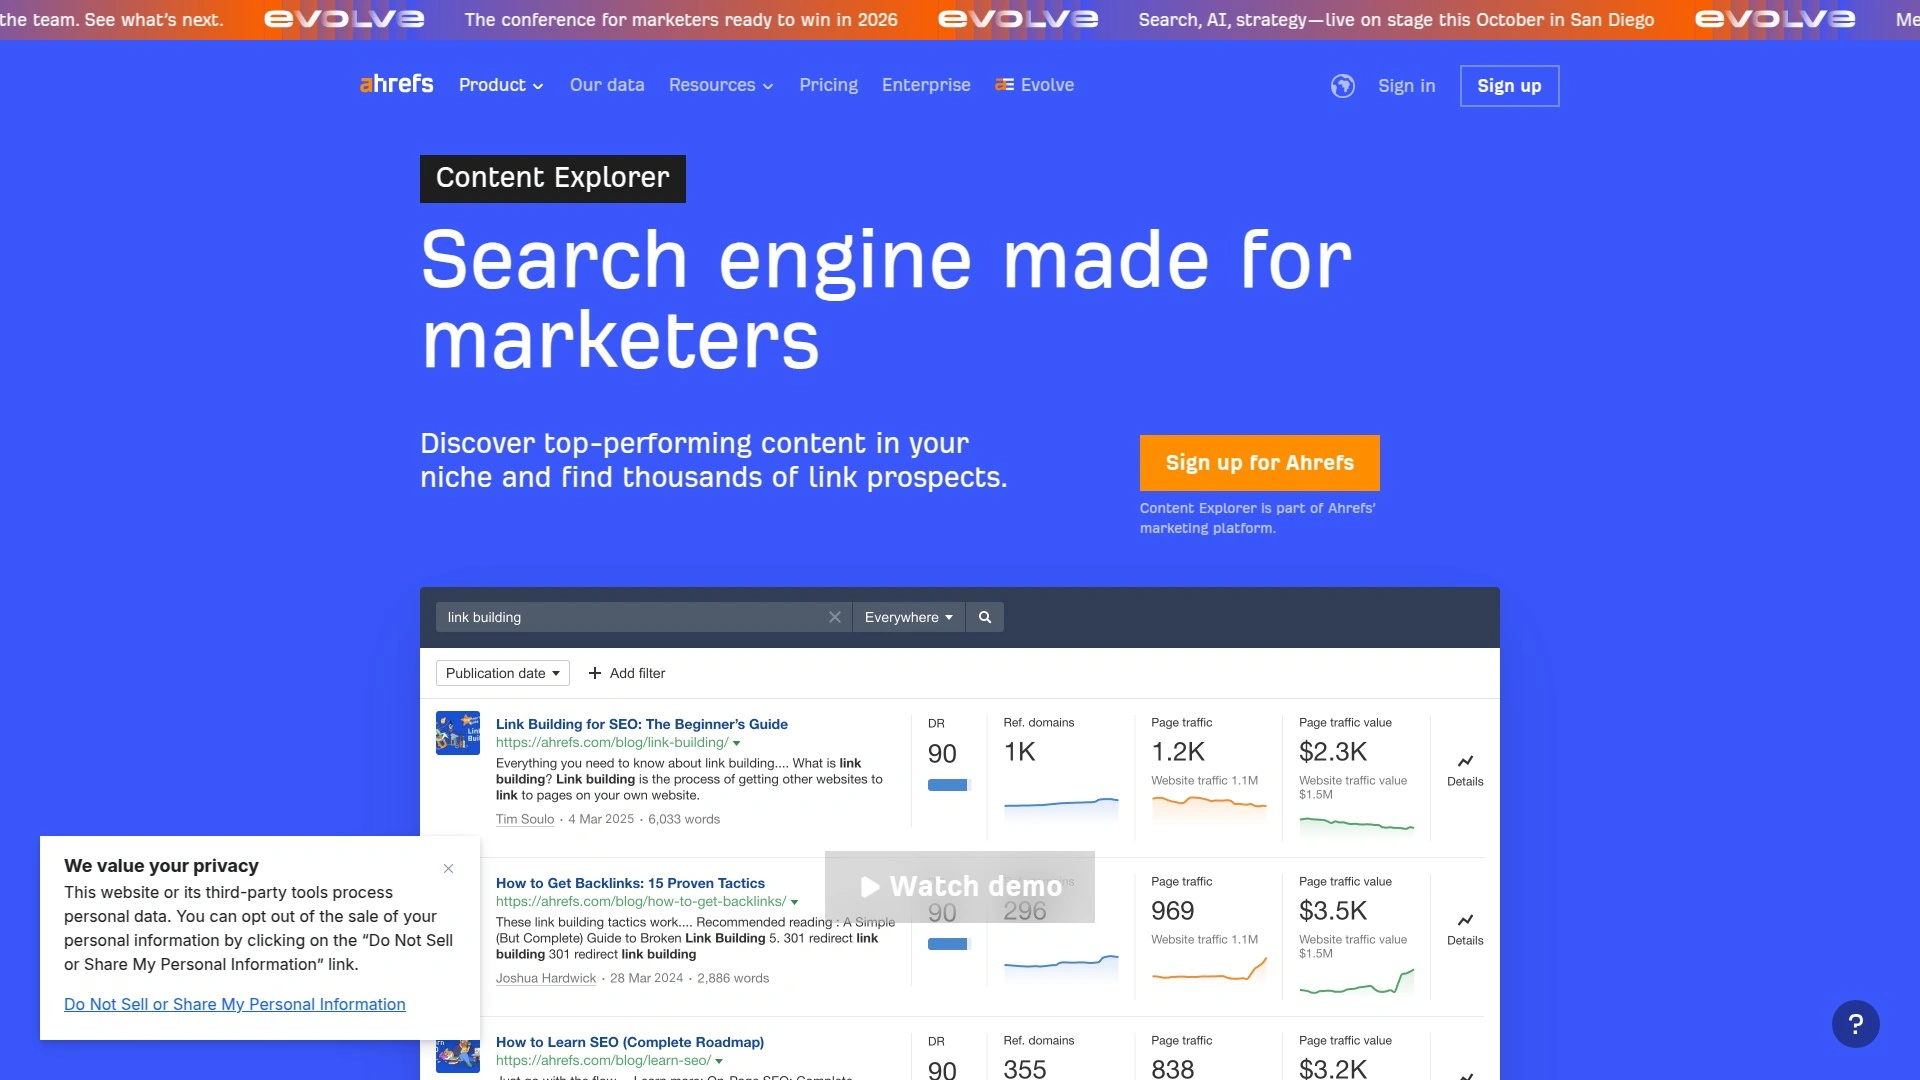 the team. See what's next.
EVOLVE
The conference for marketers ready to win in 2026
EVOLVE
Search, AI, strategy—live on stage this October in San Diego
EVOLVE
Me
ahrefs
Product
Our data
Resources
Pricing
Enterprise
Evolve
Sign in
Sign up
Content Explorer
Search engine made for
marketers
Discover top-performing content in your
niche and find thousands of link prospects.
Sign up for Ahrefs
Content Explorer is part of Ahrefs'
marketing platform.
link building
Everywhere
Publication date
Add filter
Link Building for SEO: The Beginner's Guide
https://ahrefs.com/blog/link-building/
Everything you need to know about link building.... What is link
building? Link building is the process of getting other websites to
link to pages on your own website.
Tim Soulo · 4 Mar 2025 · 6,033 words
DR
90
Ref. domains
1K
Page traffic
1.2K
Website traffic 1.1M
Page traffic value
$2.3K
Website traffic value
$1.5M
Details
How to Get Backlinks: 15 Proven Tactics
https://ahrefs.com/blog/how-to-get-backlinks/
These link building tactics work.... Recommended reading : A Simple
(But Complete) Guide to Broken Link Building 5. 301 redirect link
building 301 redirect link building
Joshua Hardwick · 28 Mar 2024 · 2,886 words
Watch demo
90
296
Page traffic
969
Website traffic 1.1M
Page traffic value
$3.5K
Website traffic value
$1.5M
Details
How to Learn SEO (Complete Roadmap)
https://ahrefs.com/blog/learn-seo/
Just go with the flow.... Learn more: On-Page SEO: Complete
DR
90
Ref. domains
355
Page traffic
838
Page traffic value
$3.2K
We value your privacy
This website or its third-party tools process
personal data. You can opt out of the sale of your
personal information by clicking on the “Do Not Sell
or Share My Personal Information” link.
Do Not Sell or Share My Personal Information
?